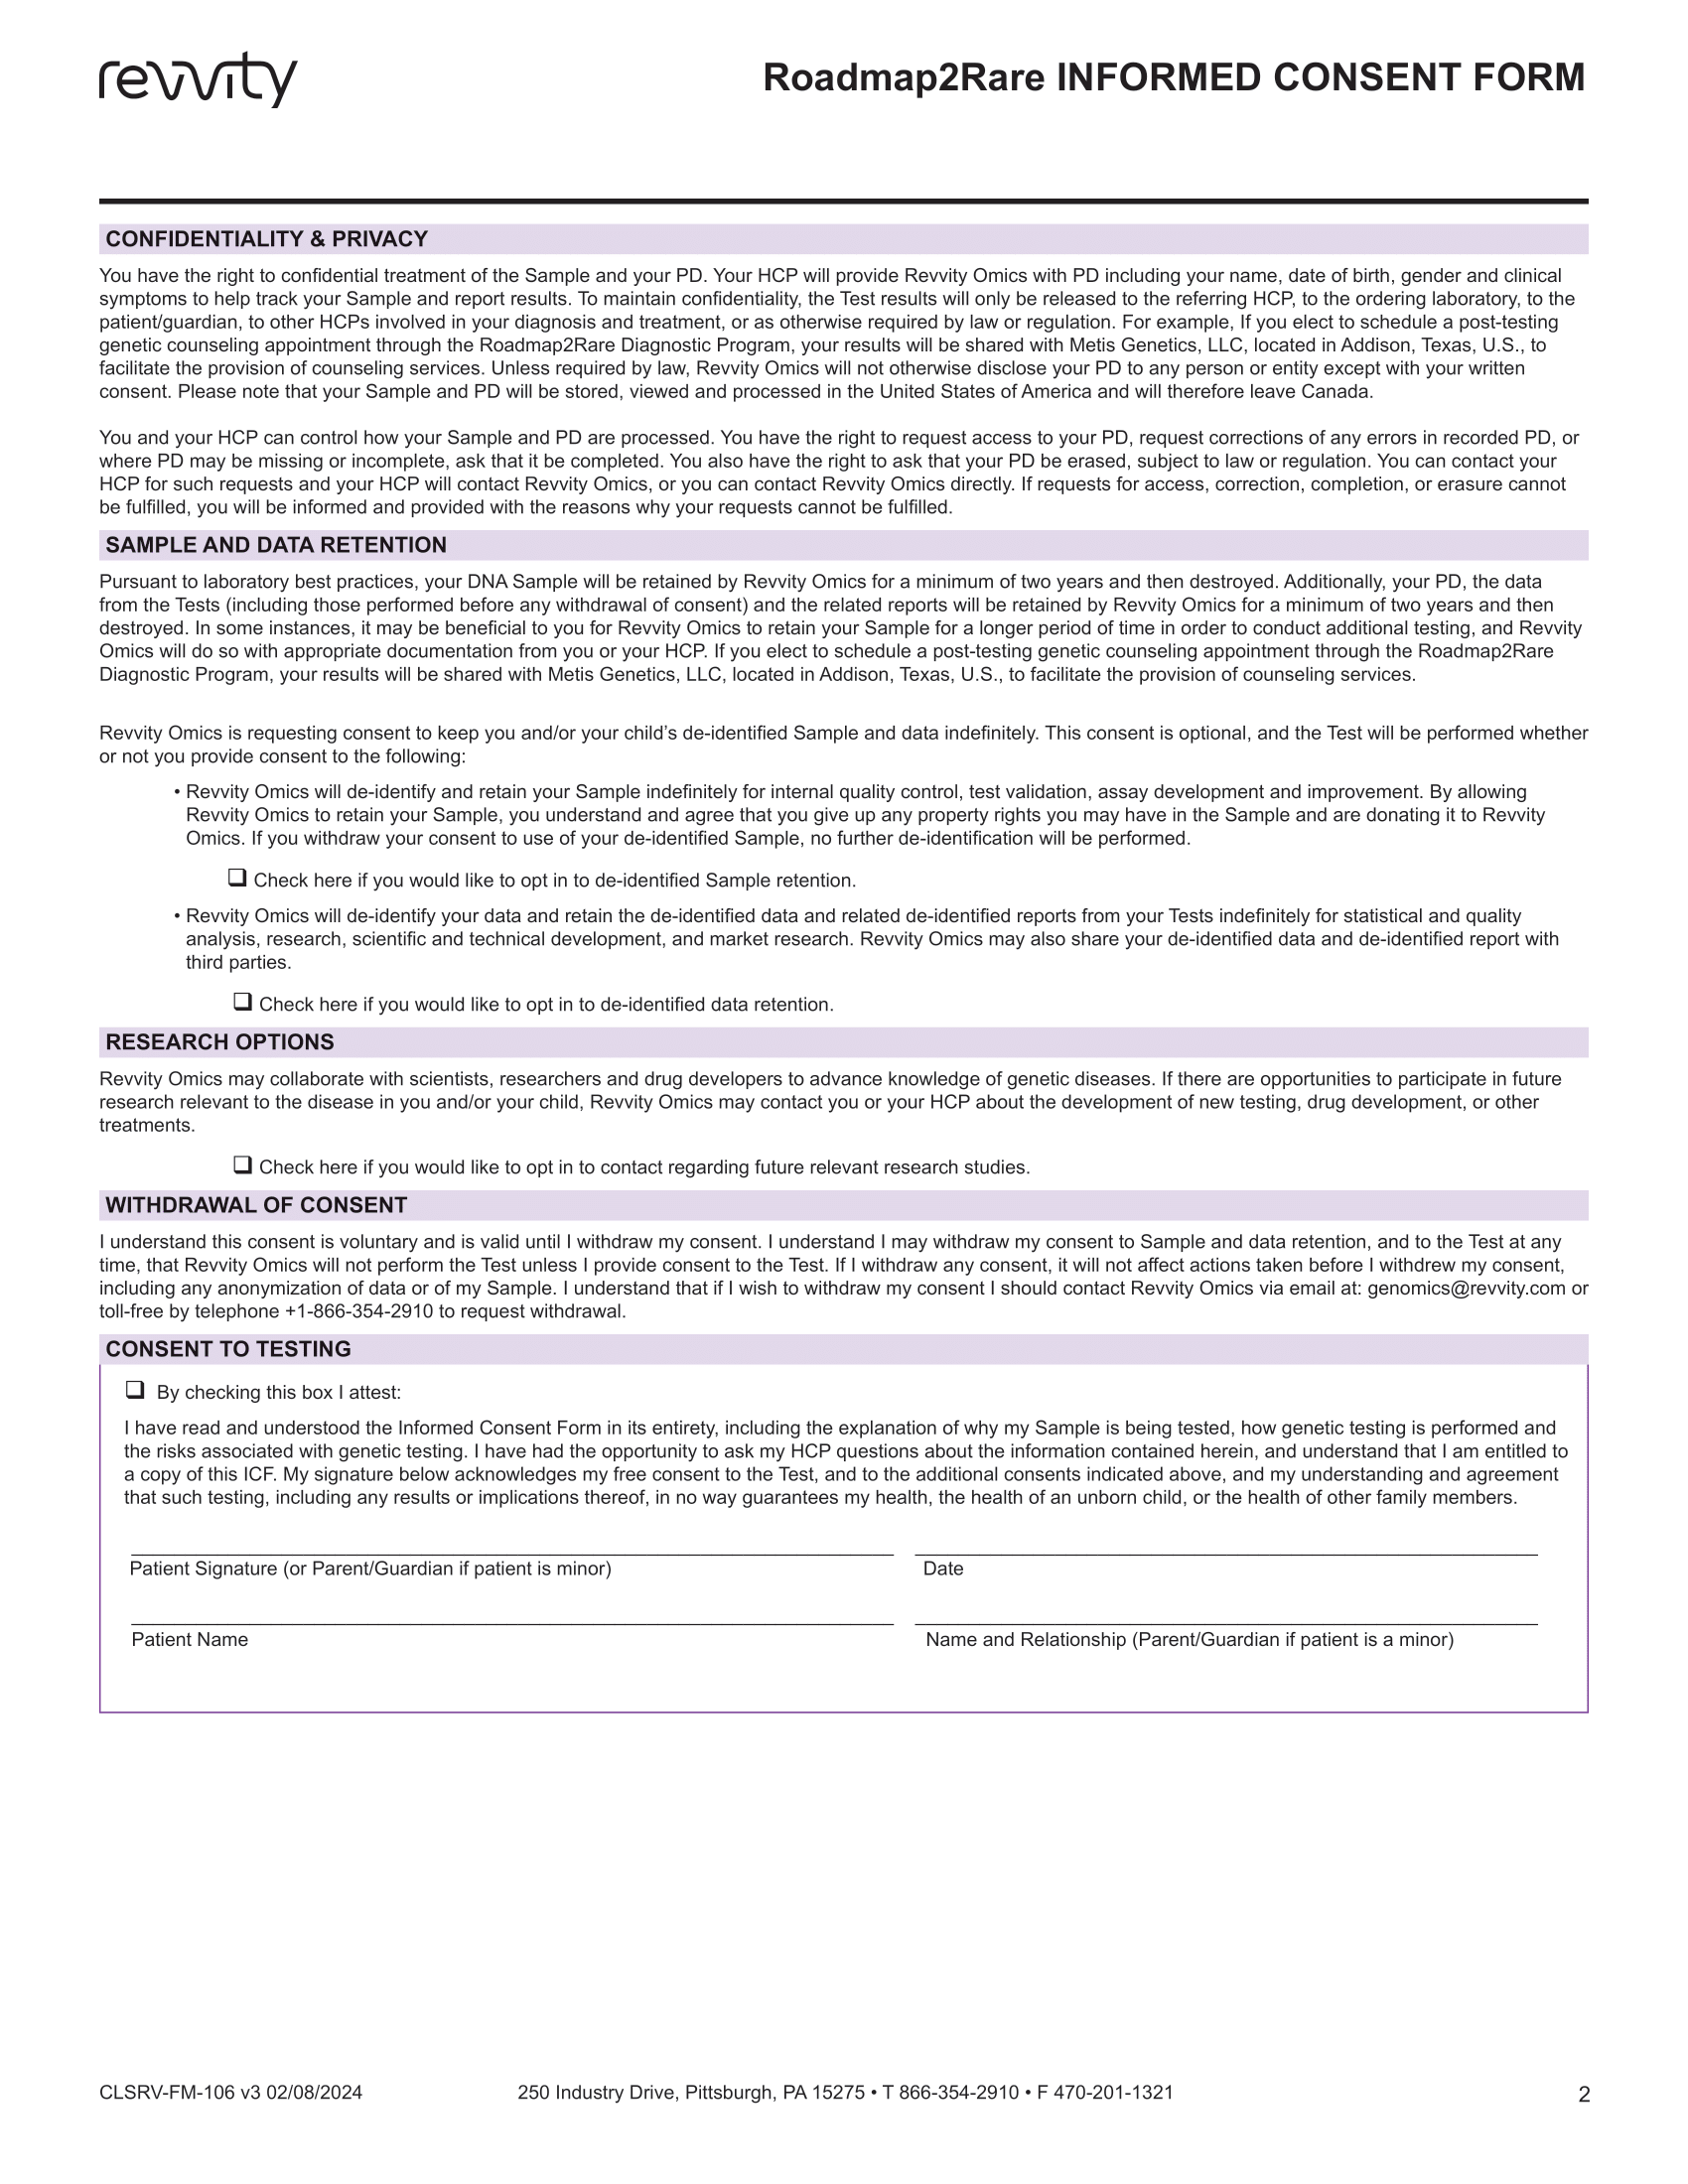 revvity
Roadmap2Rare INFORMED CONSENT FORM
CONFIDENTIALITY & PRIVACY
You have the right to confidential treatment of the Sample and your PD. Your HCP will provide Revvity Omics with PD including your name, date of birth, gender and clinical
symptoms to help track your Sample and report results. To maintain confidentiality, the Test results will only be released to the referring HCP, to the ordering laboratory, to the
patient/guardian, to other HCPs involved in your diagnosis and treatment, or as otherwise required by law or regulation. For example, If you elect to schedule a post-testing
genetic counseling appointment through the Roadmap2Rare Diagnostic Program, your results will be shared with Metis Genetics, LLC, located in Addison, Texas, U.S., to
facilitate the provision of counseling services. Unless required by law, Revvity Omics will not otherwise disclose your PD to any person or entity except with your written
consent. Please note that your Sample and PD will be stored, viewed and processed in the United States of America and will therefore leave Canada.
You and your HCP can control how your Sample and PD are processed. You have the right to request access to your PD, request corrections of any errors in recorded PD, or
where PD may be missing or incomplete, ask that it be completed. You also have the right to ask that your PD be erased, subject to law or regulation. You can contact your
HCP for such requests and your HCP will contact Revvity Omics, or you can contact Revvity Omics directly. If requests for access, correction, completion, or erasure cannot
be fulfilled, you will be informed and provided with the reasons why your requests cannot be fulfilled.
SAMPLE AND DATA RETENTION
Pursuant to laboratory best practices, your DNA Sample will be retained by Revvity Omics for a minimum of two years and then destroyed. Additionally, your PD, the data
from the Tests (including those performed before any withdrawal of consent) and the related reports will be retained by Revvity Omics for a minimum of two years and then
destroyed. In some instances, it may be beneficial to you for Revvity Omics to retain your Sample for a longer period of time in order to conduct additional testing, and Revvity
Omics will do so with appropriate documentation from you or your HCP. If you elect to schedule a post-testing genetic counseling appointment through the Roadmap2Rare
Diagnostic Program, your results will be shared with Metis Genetics, LLC, located in Addison, Texas, U.S., to facilitate the provision of counseling services.
Revvity Omics is requesting consent to keep you and/or your child's de-identified Sample and data indefinitely. This consent is optional, and the Test will be performed whether
or not you provide consent to the following:
• Revvity Omics will de-identify and retain your Sample indefinitely for internal quality control, test validation, assay development and improvement. By allowing
Revvity Omics to retain your Sample, you understand and agree that you give up any property rights you may have in the Sample and are donating it to Revvity
Omics. If you withdraw your consent to use of your de-identified Sample, no further de-identification will be performed.
❑ Check here if you would like to opt in to de-identified Sample retention.
• Revvity Omics will de-identify your data and retain the de-identified data and related de-identified reports from your Tests indefinitely for statistical and quality
analysis, research, scientific and technical development, and market research. Revvity Omics may also share your de-identified data and de-identified report with
third parties.
❑ Check here if you would like to opt in to de-identified data retention.
RESEARCH OPTIONS
Revvity Omics may collaborate with scientists, researchers and drug developers to advance knowledge of genetic diseases. If there are opportunities to participate in future
research relevant to the disease in you and/or your child, Revvity Omics may contact you or your HCP about the development of new testing, drug development, or other
treatments.
❑ Check here if you would like to opt in to contact regarding future relevant research studies.
WITHDRAWAL OF CONSENT
I understand this consent is voluntary and is valid until I withdraw my consent. I understand I may withdraw my consent to Sample and data retention, and to the Test at any
time, that Revvity Omics will not perform the Test unless I provide consent to the Test. If I withdraw any consent, it will not affect actions taken before I withdrew my consent,
including any anonymization of data or of my Sample. I understand that if I wish to withdraw my consent I should contact Revvity Omics via email at: genomics@revvity.com or
toll-free by telephone +1-866-354-2910 to request withdrawal.
CONSENT TO TESTING
❑ By checking this box I attest:
I have read and understood the Informed Consent Form in its entirety, including the explanation of why my Sample is being tested, how genetic testing is performed and
the risks associated with genetic testing. I have had the opportunity to ask my HCP questions about the information contained herein, and understand that I am entitled to
a copy of this ICF. My signature below acknowledges my free consent to the Test, and to the additional consents indicated above, and my understanding and agreement
that such testing, including any results or implications thereof, in no way guarantees my health, the health of an unborn child, or the health of other family members.
Patient Signature (or Parent/Guardian if patient is minor)
Date
Patient Name
Name and Relationship (Parent/Guardian if patient is a minor)
CLSRV-FM-106 v3 02/08/2024
250 Industry Drive, Pittsburgh, PA 15275 • T 866-354-2910 • F 470-201-1321
2